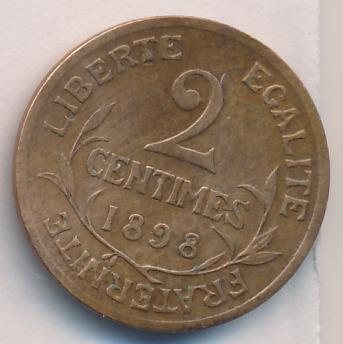 LIBERTE EGALITE
2
CENTIMES
1898
FRATERNITE